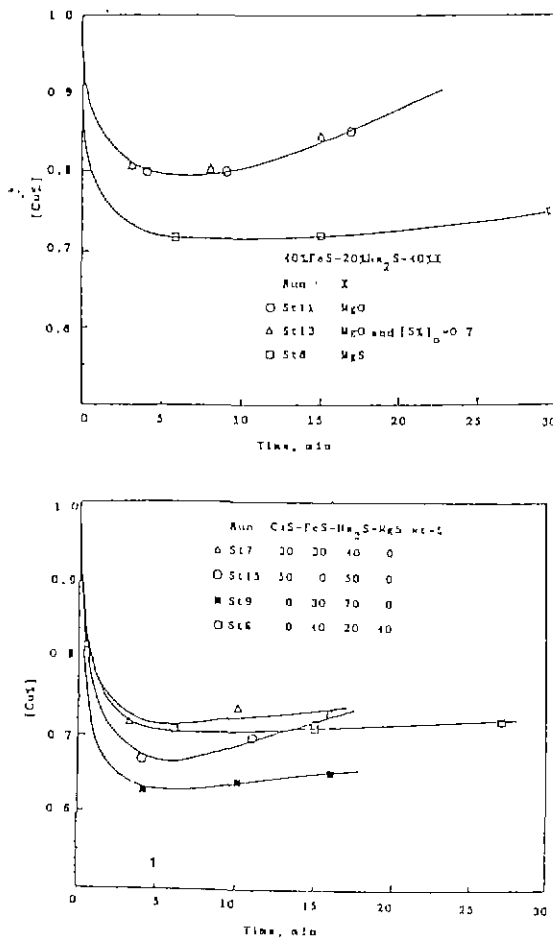 1.0
0.9
0.8
0.7
0.6
[Cu%]
40%FeS-20%Na2S-40%X
Run X
○ St11 MgO
△ St13 MgO and [S%]o=0.7
□ St8 MgS
0 5 10 15 20 25 30
Time, min
1.0
0.9
0.8
0.7
0.6
[Cu%]
Run CaS-FeS-Na2S-MgS wt-%
△ St7 30 30 40 0
○ St15 50 0 50 0
■ St9 0 30 70 0
□ St6 0 40 20 40
1
0 5 10 15 20 25 30
Time, min